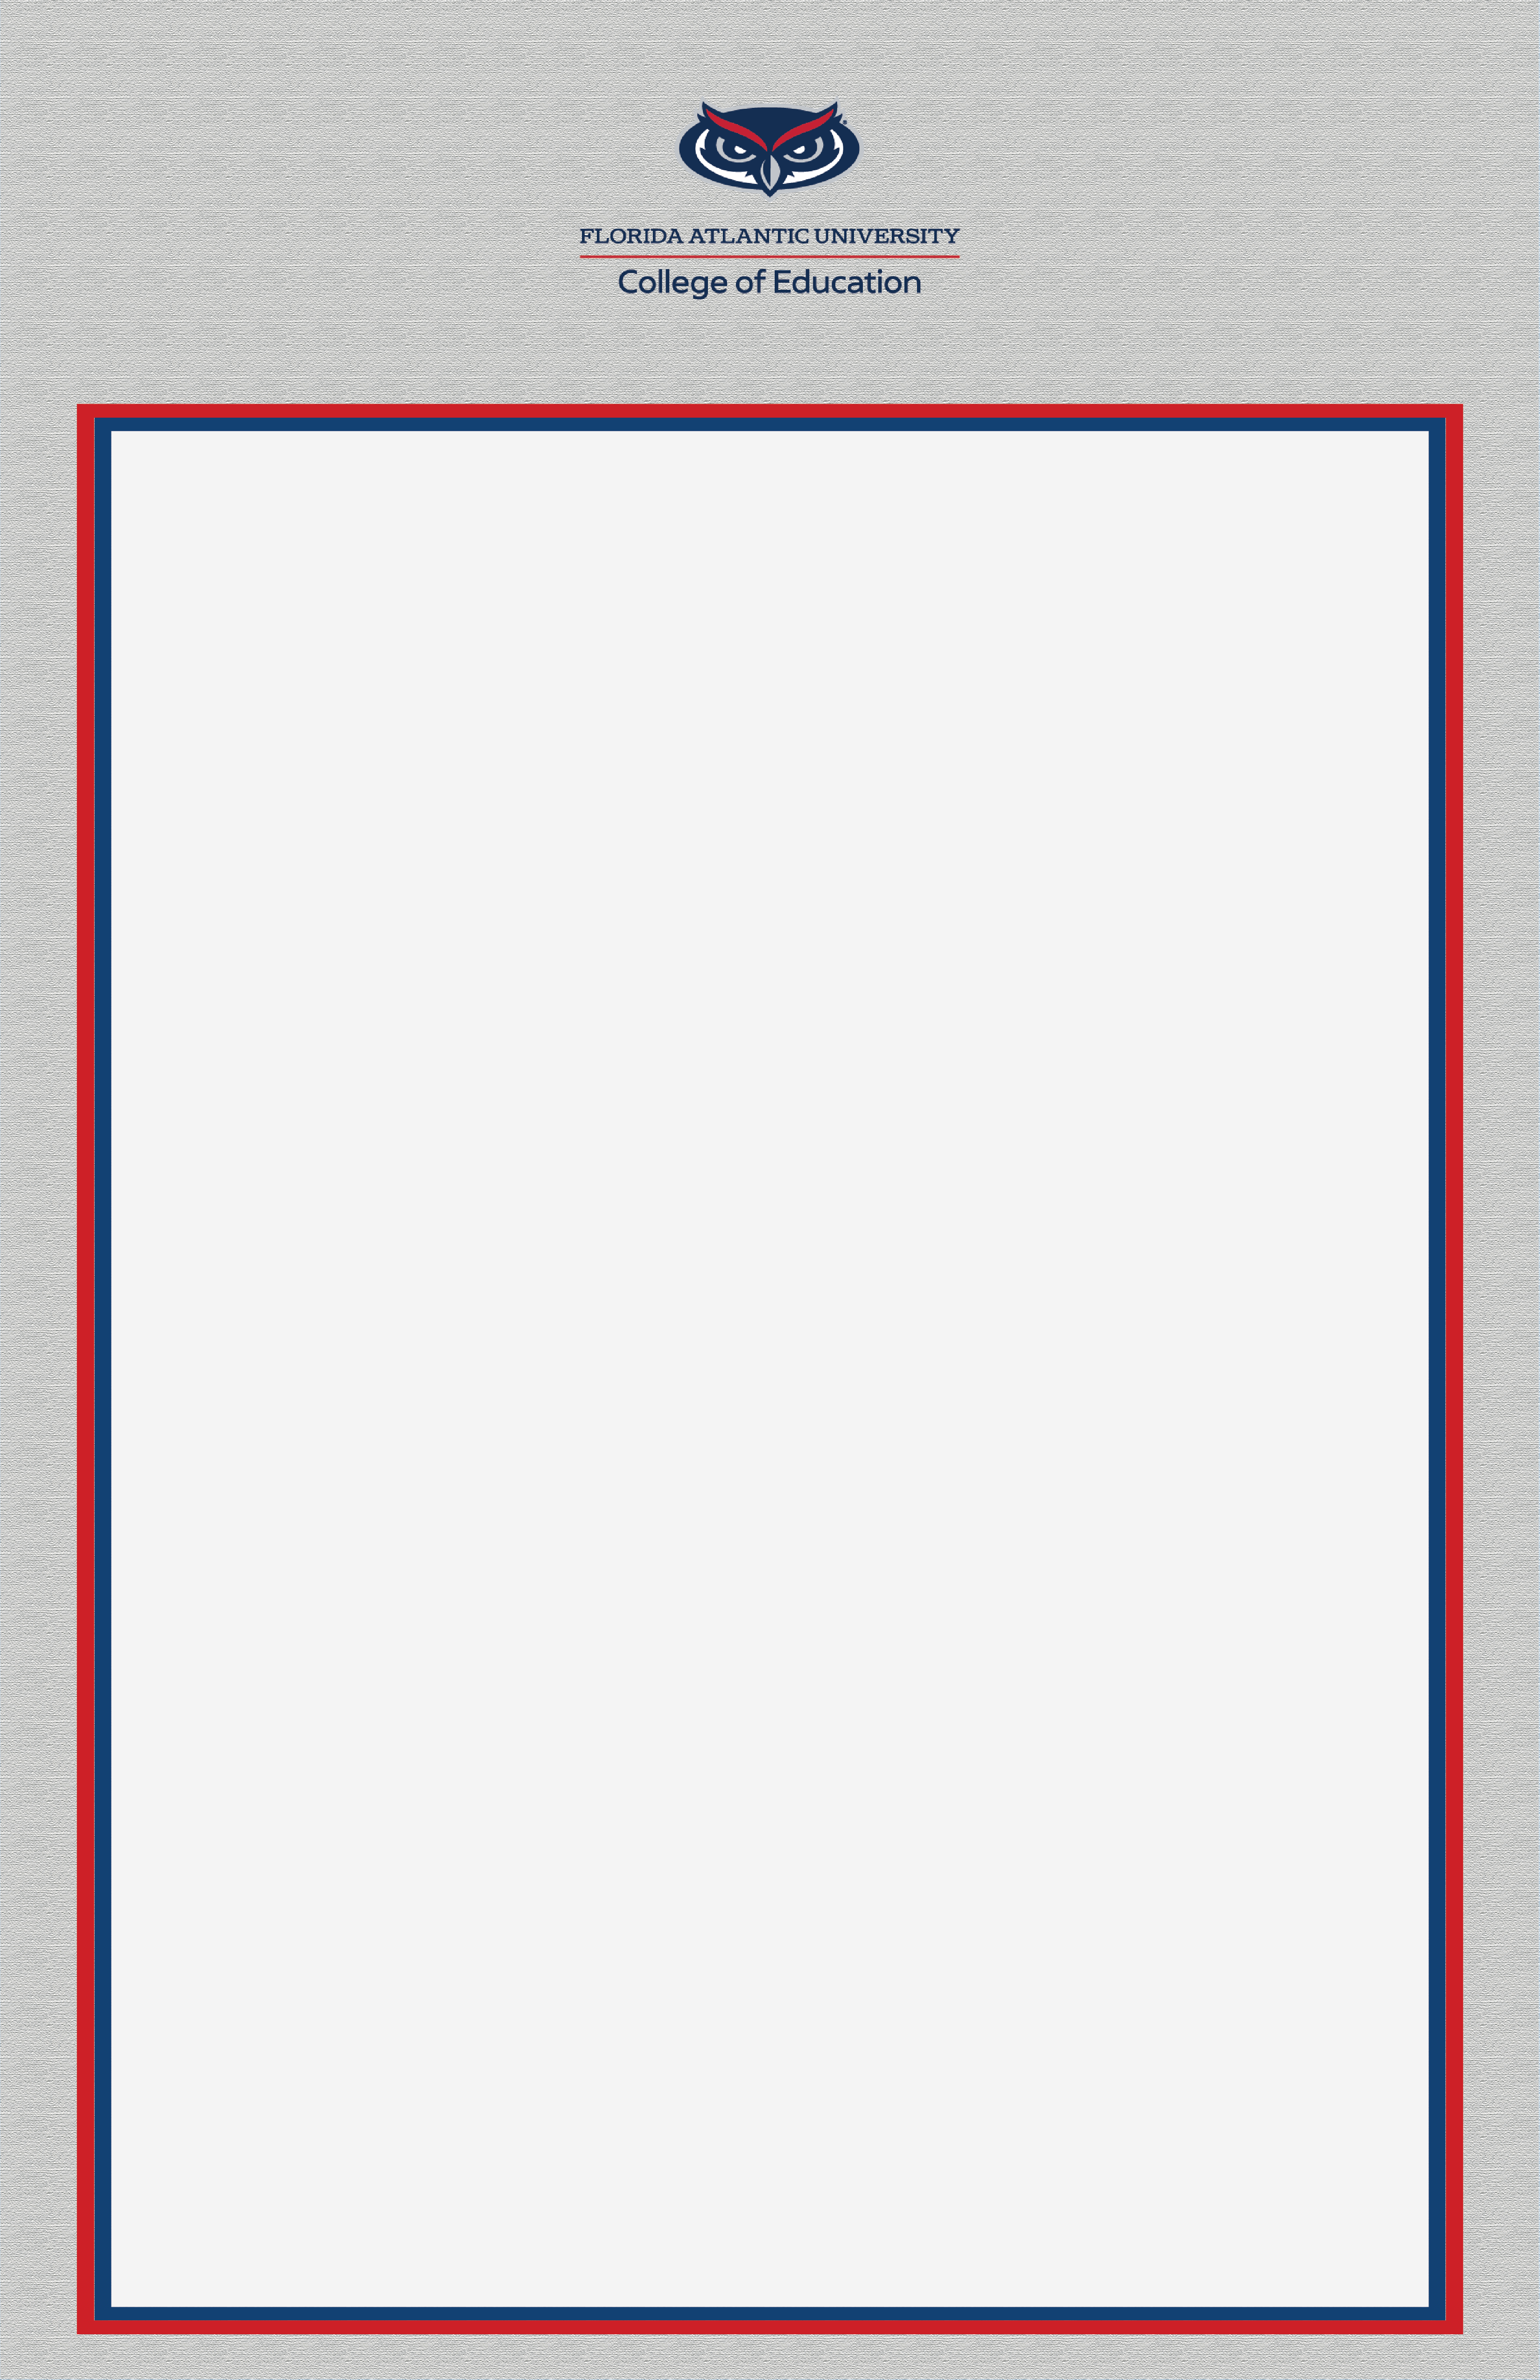 FLORIDA ATLANTIC UNIVERSITY
College of Education